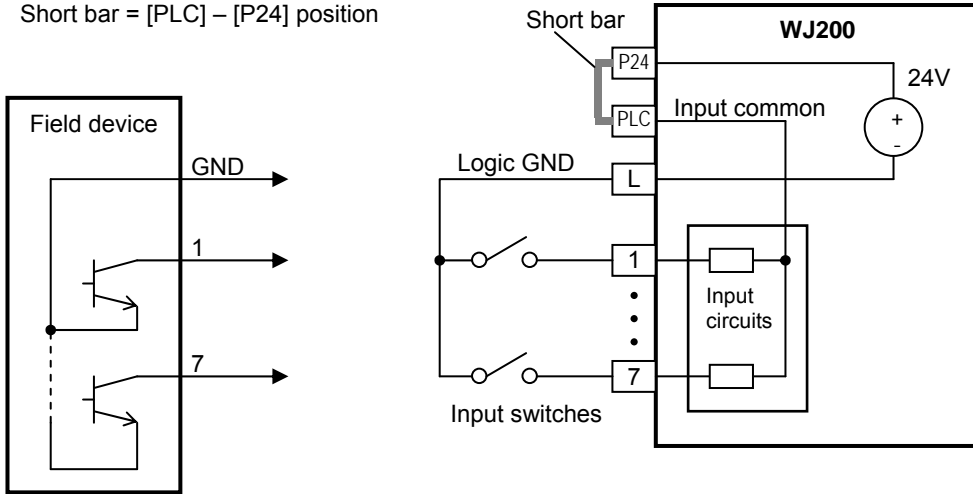 Short bar = [PLC] – [P24] position
Field device
GND
1
7
Short bar
WJ200
P24
24V
PLC
Input common
+
-
Logic GND
L
1
Input
circuits
7
Input switches